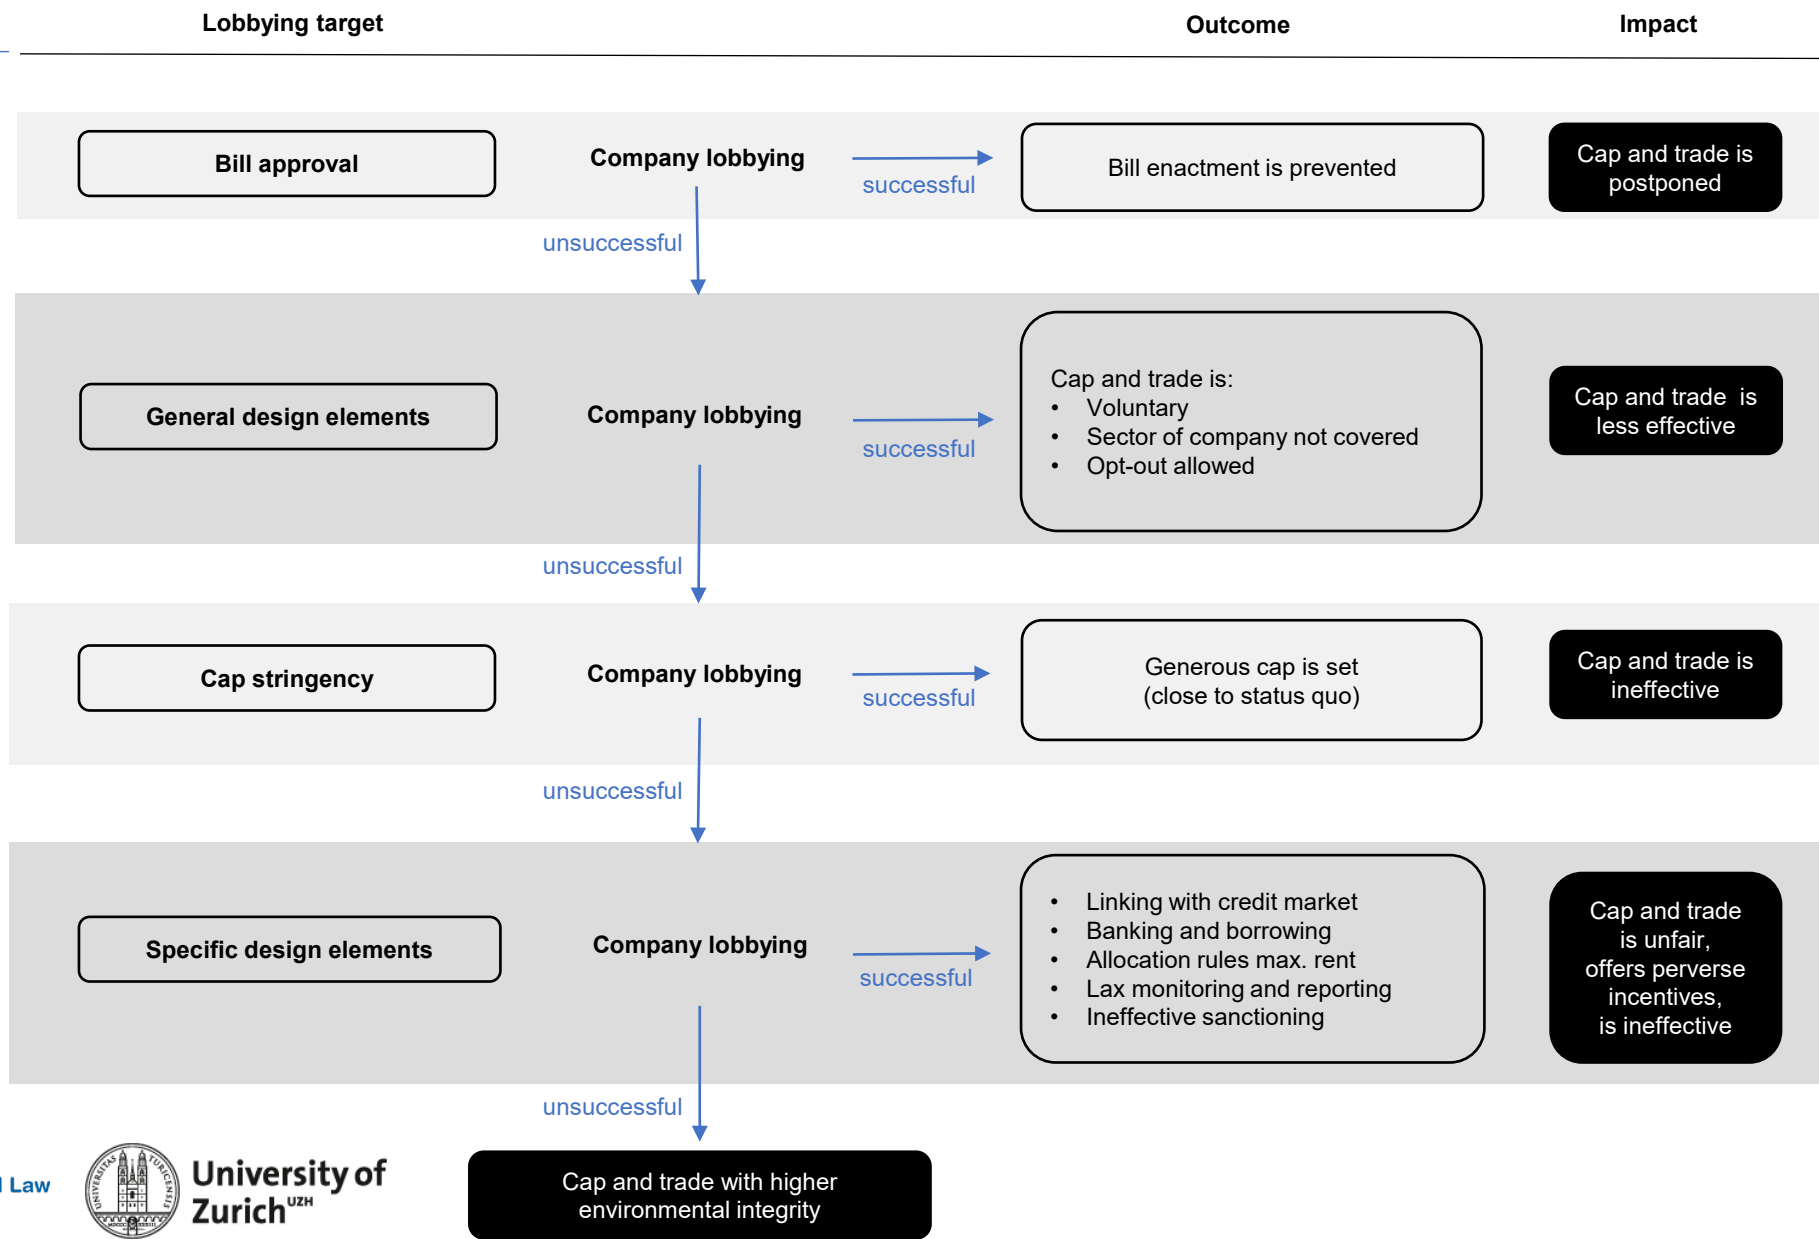 Lobbying target
Outcome
Impact
Bill approval
Company lobbying
successful
Bill enactment is prevented
Cap and trade is
postponed
unsuccessful
General design elements
Company lobbying
successful
Cap and trade is:
• Voluntary
• Sector of company not covered
• Opt-out allowed
Cap and trade is
less effective
unsuccessful
Cap stringency
Company lobbying
successful
Generous cap is set
(close to status quo)
Cap and trade is
ineffective
unsuccessful
Specific design elements
Company lobbying
successful
• Linking with credit market
• Banking and borrowing
• Allocation rules max. rent
• Lax monitoring and reporting
• Ineffective sanctioning
Cap and trade
is unfair,
offers perverse
incentives,
is ineffective
unsuccessful
Cap and trade with higher
environmental integrity
Law
UNIVERSITAS TURICENSIS
University of
Zurich UZH